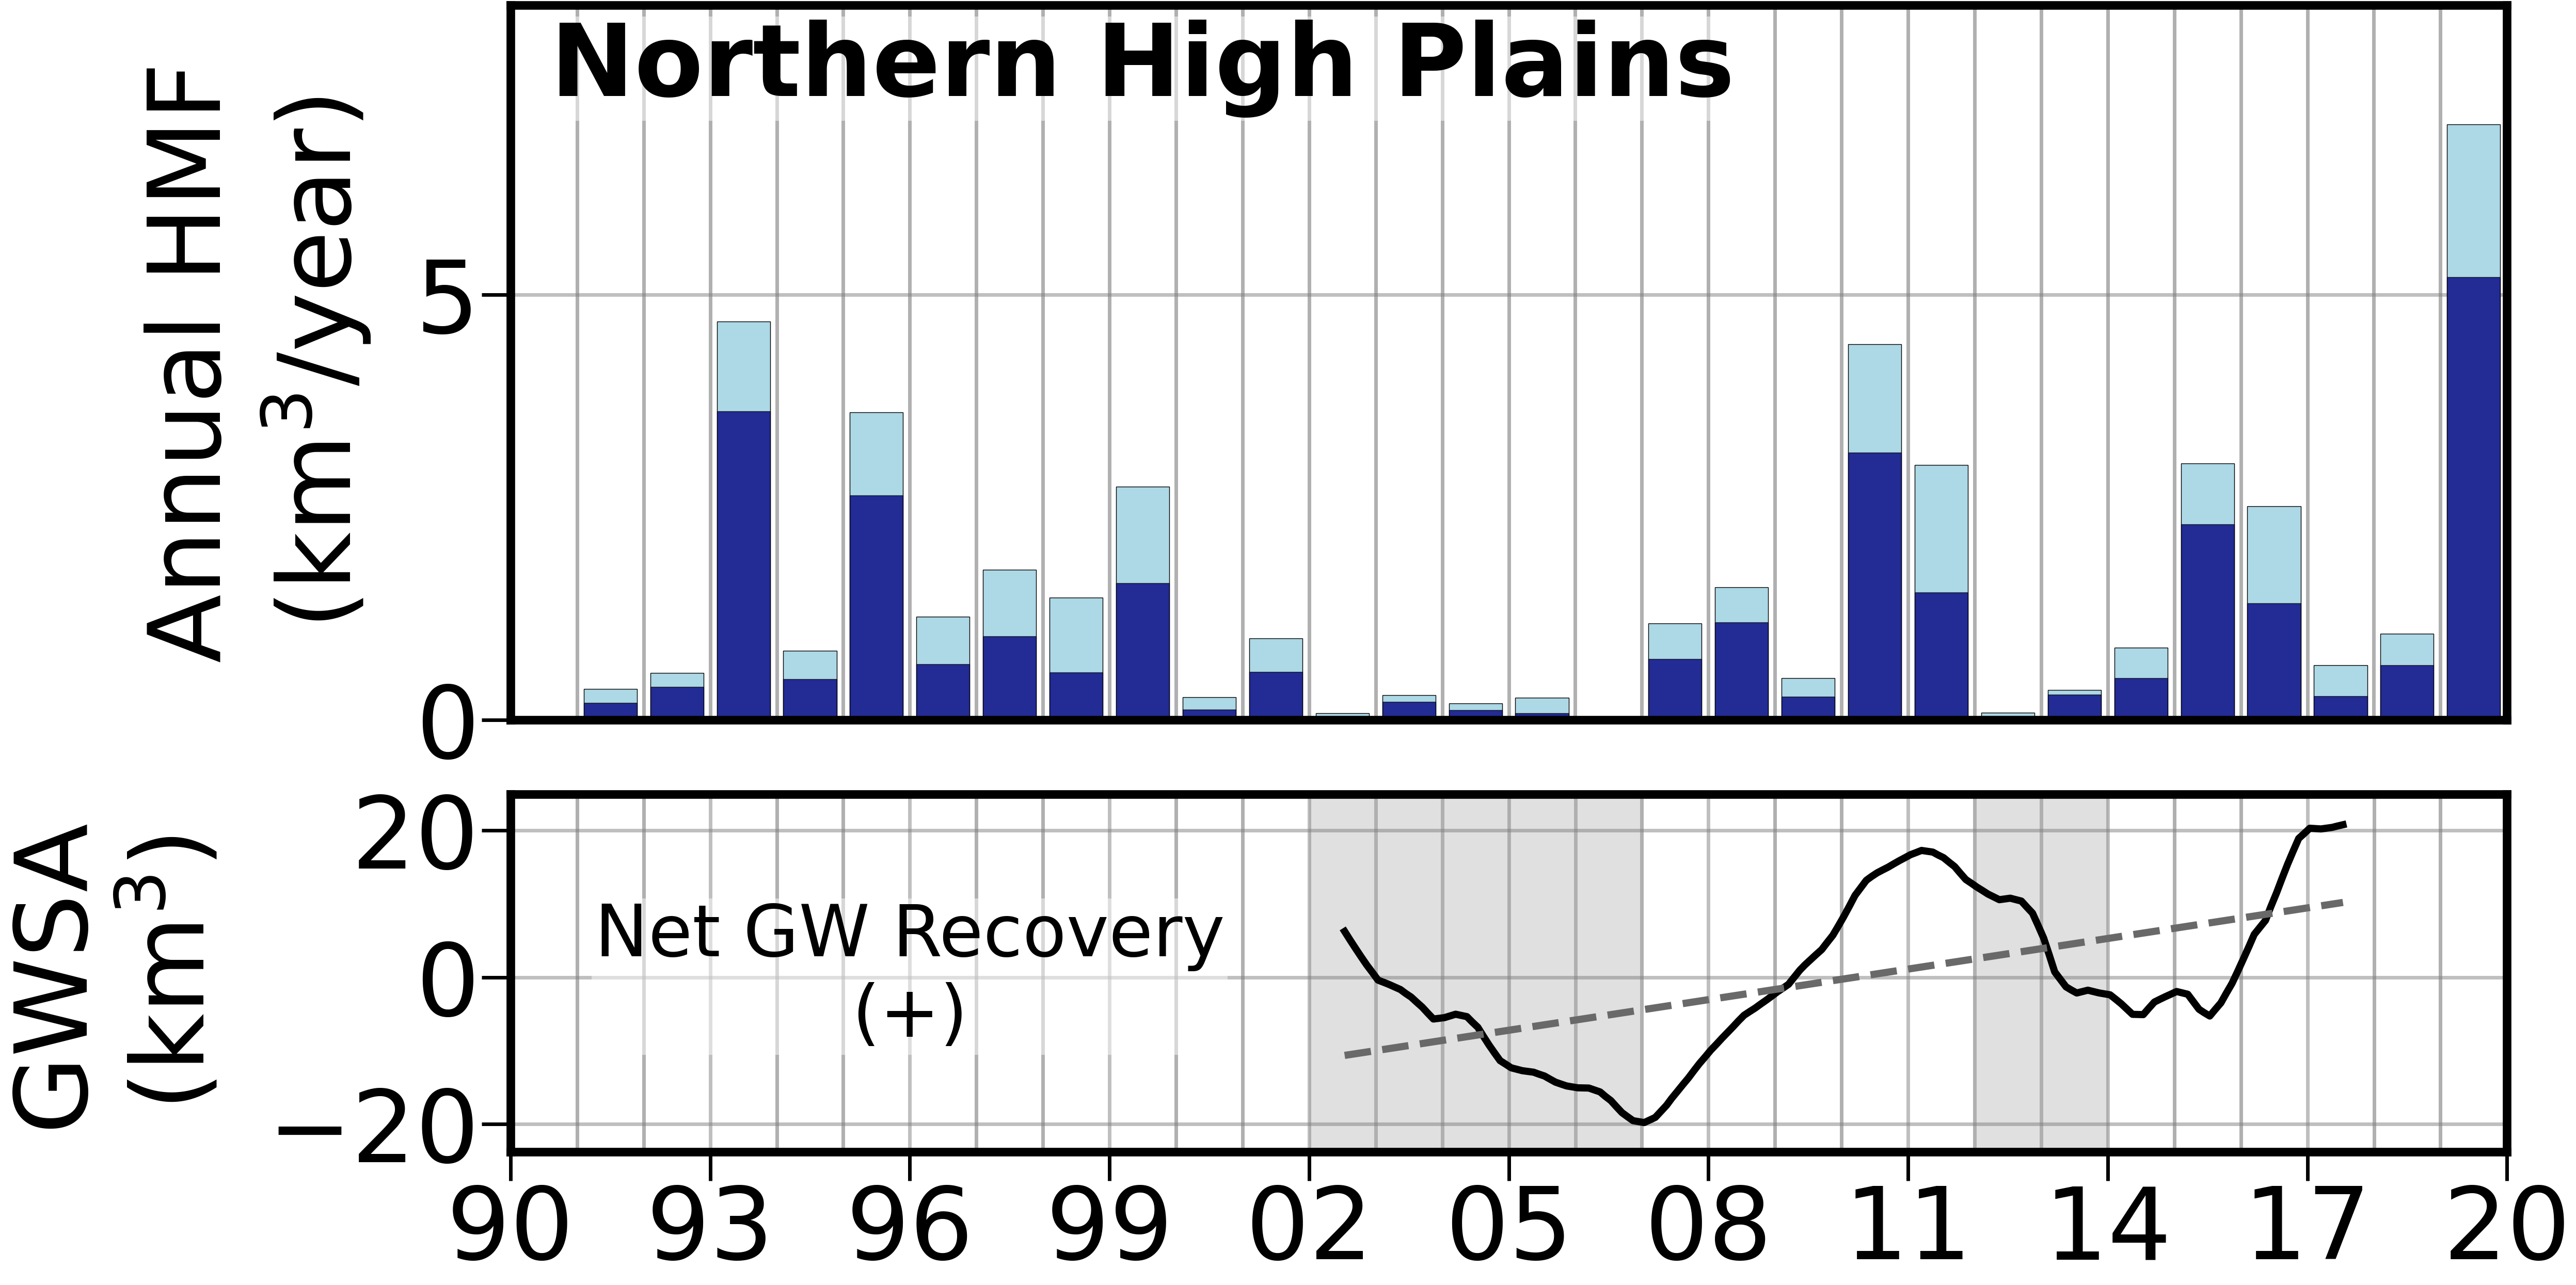 Northern High Plains
Annual HMF
(km³/year)
5
0
GWSA
(km³)
20
0
−20
Net GW Recovery
(+)
90 93 96 99 02 05 08 11 14 17 20